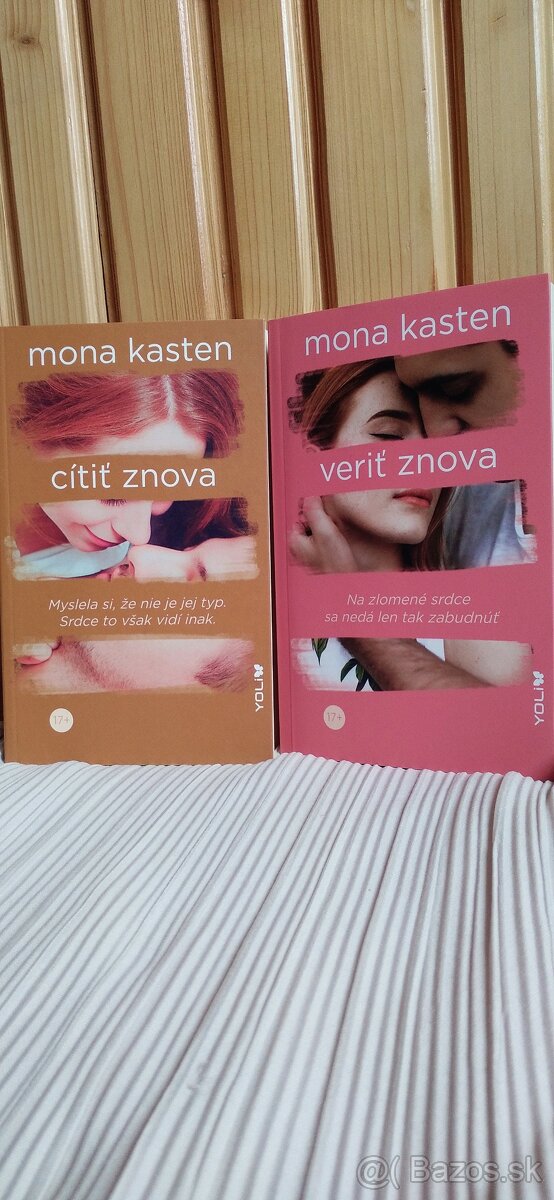 mona kasten
cítiť znova
Myslela si, že nie je jej typ.
Srdce to však vidí inak.
17+
YOLi
mona kasten
veriť znova
Na zlomené srdce
sa nedá len tak zabudnúť
17+
YOLi
@( Bazos.sk